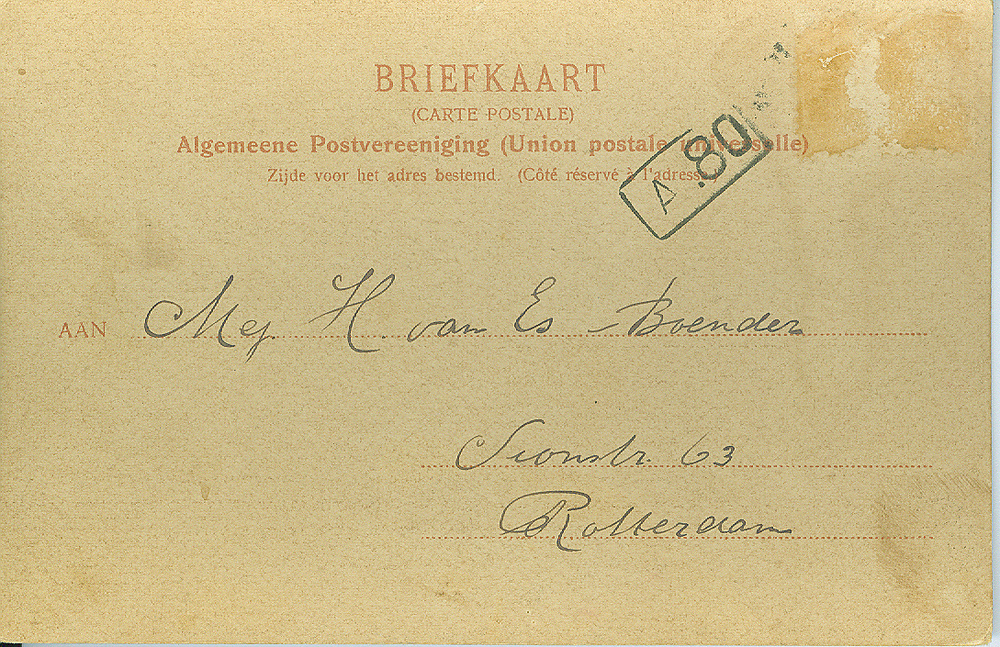 BRIEFKAART
(CARTE POSTALE)
Algemeene Postvereeniging (Union postale universelle)
Zijde voor het adres bestemd. (Côté réservé à l'adresse.)
A.80
AAN Mej. H. van Es-Boender
Sionstr. 63
Rotterdam